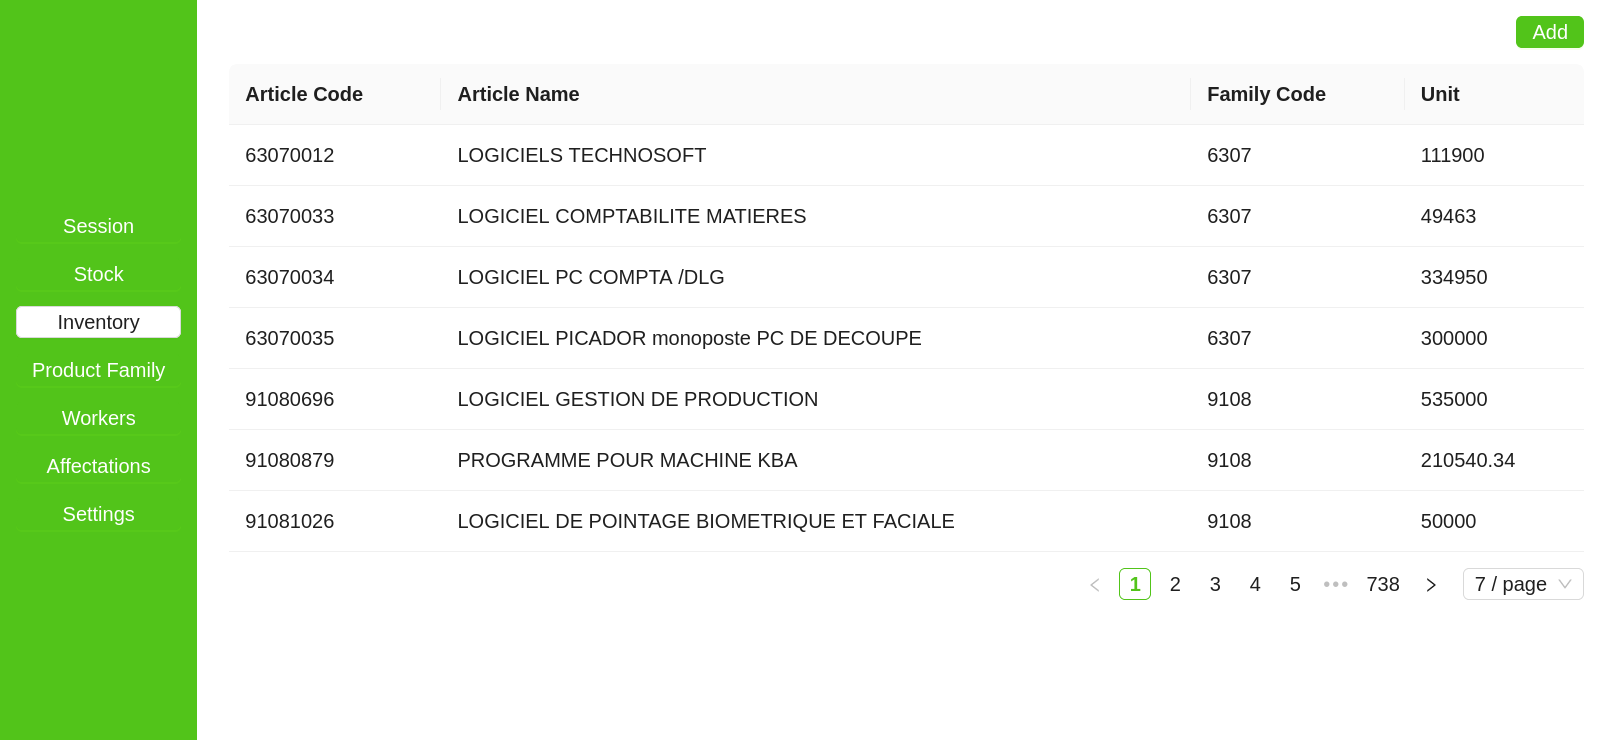 Add
Session
Stock
Inventory
Product Family
Workers
Affectations
Settings
Article Code Article Name Family Code Unit
63070012 LOGICIELS TECHNOSOFT 6307 111900
63070033 LOGICIEL COMPTABILITE MATIERES 6307 49463
63070034 LOGICIEL PC COMPTA /DLG 6307 334950
63070035 LOGICIEL PICADOR monoposte PC DE DECOUPE 6307 300000
91080696 LOGICIEL GESTION DE PRODUCTION 9108 535000
91080879 PROGRAMME POUR MACHINE KBA 9108 210540.34
91081026 LOGICIEL DE POINTAGE BIOMETRIQUE ET FACIALE 9108 50000
1 2 3 4 5 ••• 738 7 / page